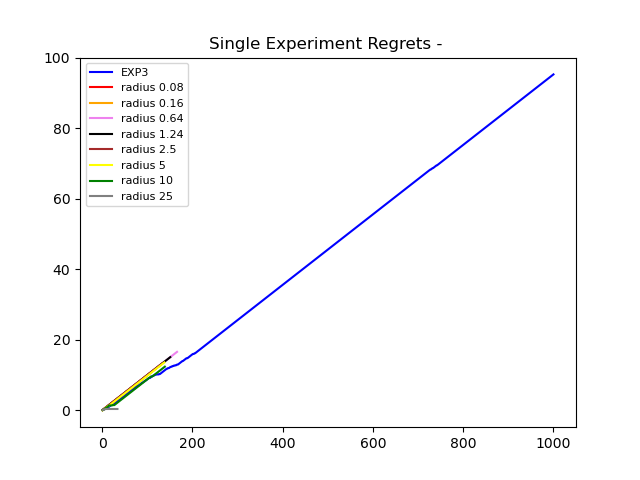 Single Experiment Regrets -
100
80
60
40
20
0
EXP3
radius 0.08
radius 0.16
radius 0.64
radius 1.24
radius 2.5
radius 5
radius 10
radius 25
0 200 400 600 800 1000